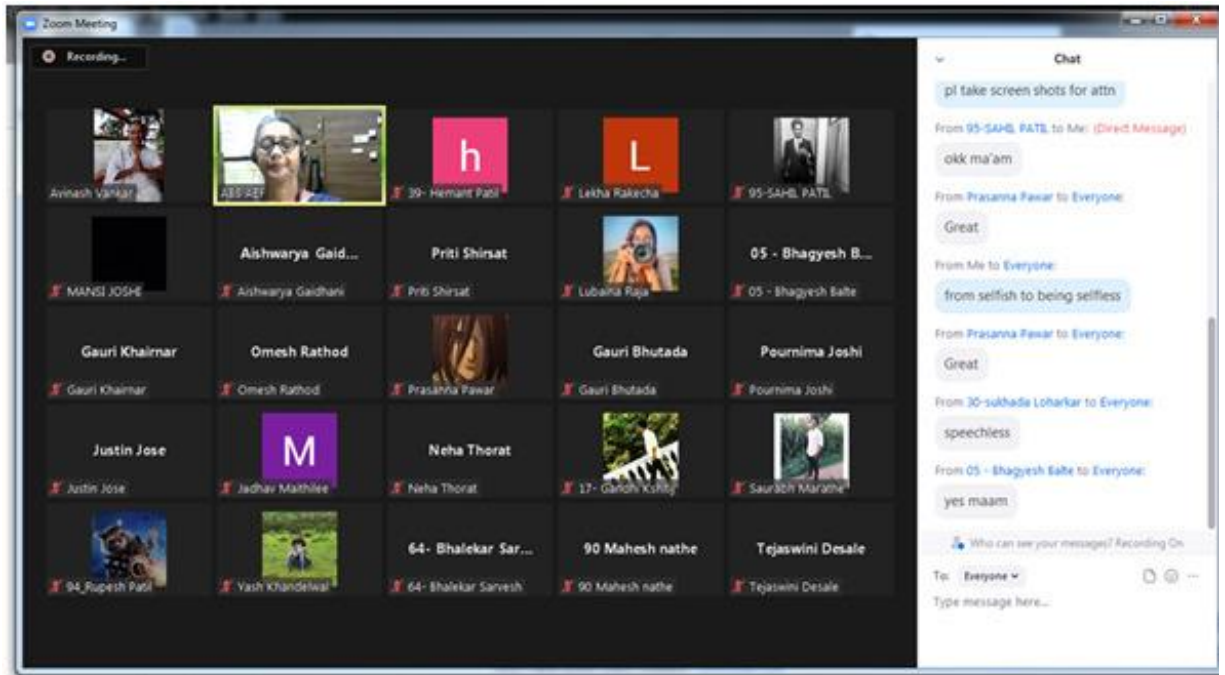 Zoom Meeting
Recording...
Avinash Vankar
ABS AEF
h
39- Hemant Patil
L
Lekha Rakecha
95-SAHIL PATIL
MANSI JOSHI
Aishwarya Gaid...
Aishwarya Gaidhani
Priti Shirsat
Priti Shirsat
Lubaina Raja
05 - Bhagyesh B...
05 - Bhagyesh Balte
Gauri Khairnar
Gauri Khairnar
Omesh Rathod
Omesh Rathod
Prasanna Pawar
Gauri Bhutada
Gauri Bhutada
Pournima Joshi
Pournima Joshi
Justin Jose
Justin Jose
M
Jadhav Maithilee
Neha Thorat
Neha Thorat
17- Gandhi Kshitij
Saurabh Marathe
94_Rupesh Patil
Yash Khandelwal
64- Bhalekar Sar...
64- Bhalekar Sarvesh
90 Mahesh nathe
90 Mahesh nathe
Tejaswini Desale
Tejaswini Desale
Chat
pl take screen shots for attn
From 95-SAHIL PATIL to Me: (Direct Message)
okk ma'am
From Prasanna Pawar to Everyone:
Great
From Me to Everyone:
from selfish to being selfless
From Prasanna Pawar to Everyone:
Great
From 30-sukhada Loharkar to Everyone:
speechless
From 05 - Bhagyesh Balte to Everyone:
yes maam
Who can see your messages? Recording On
To: Everyone
Type message here...